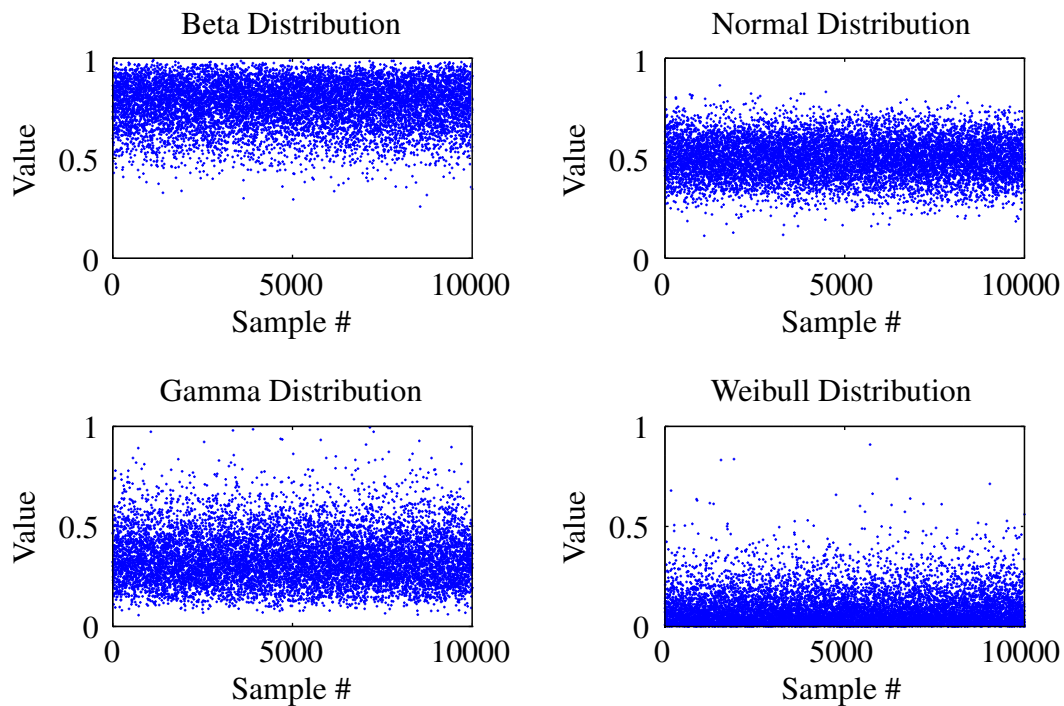 Beta Distribution
1
0.5
0
Value
0
5000
10000
Sample #
Normal Distribution
1
0.5
0
Value
0
5000
10000
Sample #
Gamma Distribution
1
0.5
0
Value
0
5000
10000
Sample #
Weibull Distribution
1
0.5
0
Value
0
5000
10000
Sample #